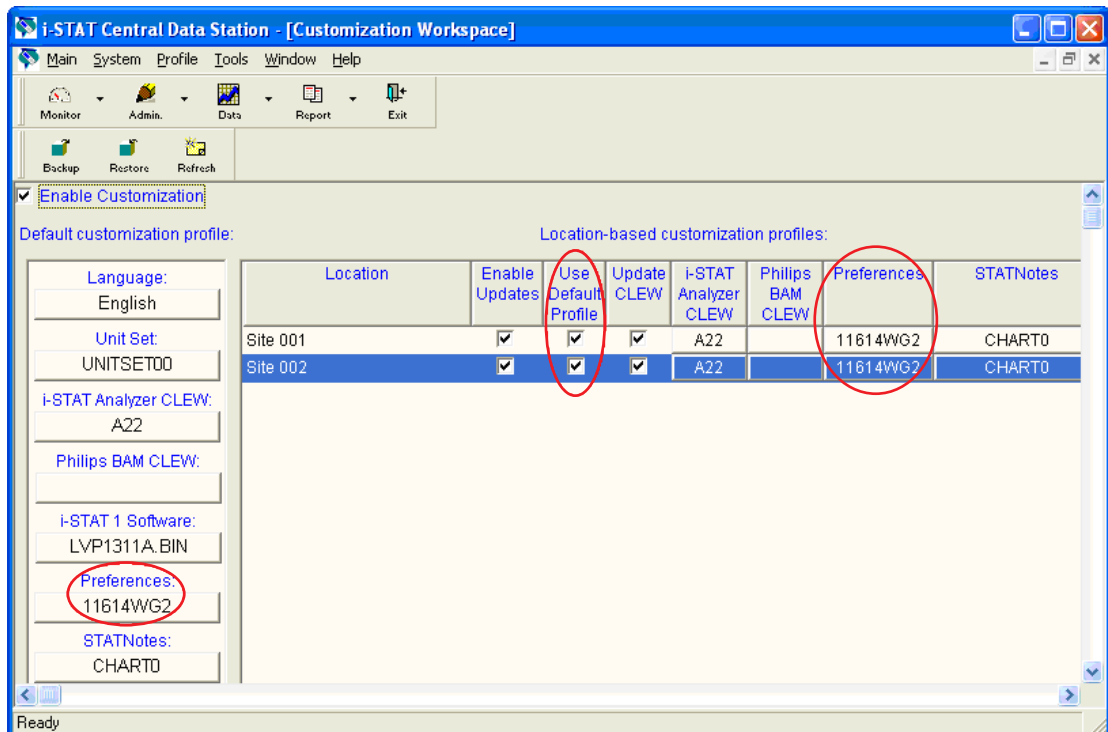 i-STAT Central Data Station - [Customization Workspace]
Main System Profile Tools Window Help
Monitor Admin. Data Report Exit
Backup Restore Refresh
Enable Customization
Default customization profile:
Location-based customization profiles:
Language:
English
Unit Set:
UNITSET00
i-STAT Analyzer CLEW:
A22
Philips BAM CLEW:
i-STAT 1 Software:
LVP1311A.BIN
Preferences:
11614WG2
STATNotes:
CHART0
Location
Enable
Updates
Use
Default
Profile
Update
CLEW
i-STAT
Analyzer
CLEW
Philips
BAM
CLEW
Preferences
STATNotes
Site 001 A22 11614WG2 CHART0
Site 002 A22 11614WG2 CHART0
Ready